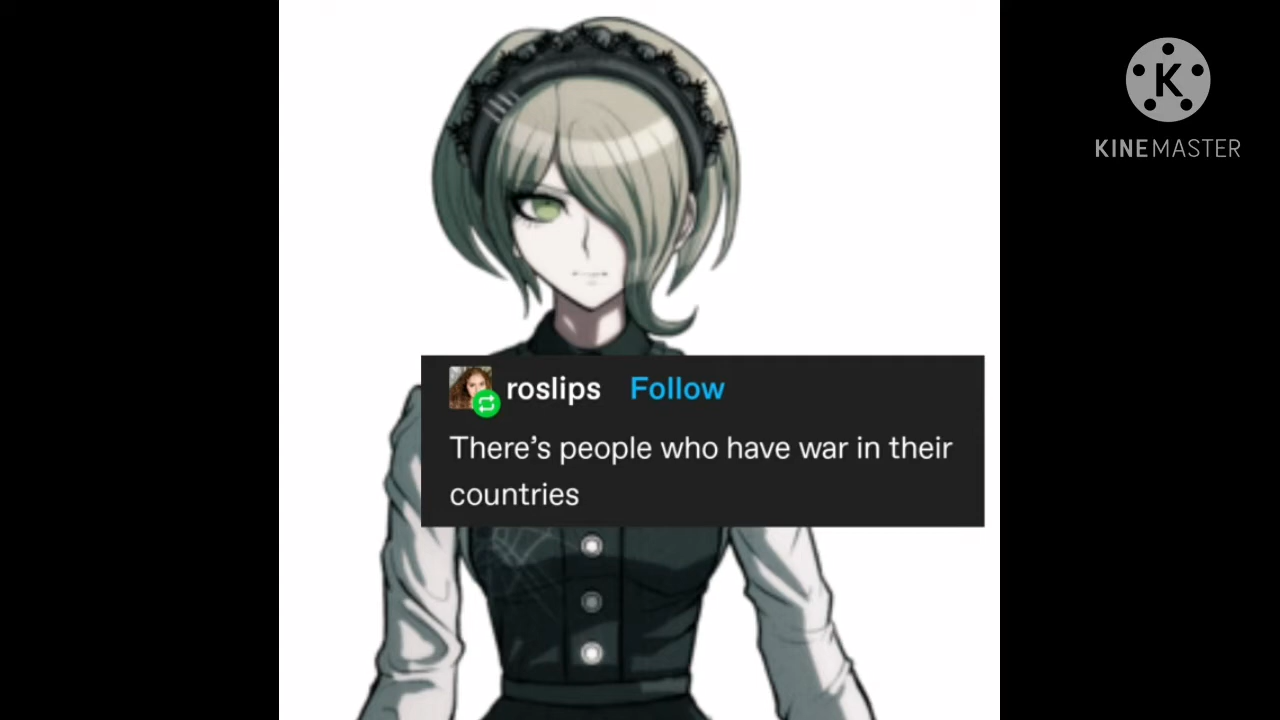 K
KINEMASTER
roslips Follow
There’s people who have war in their
countries